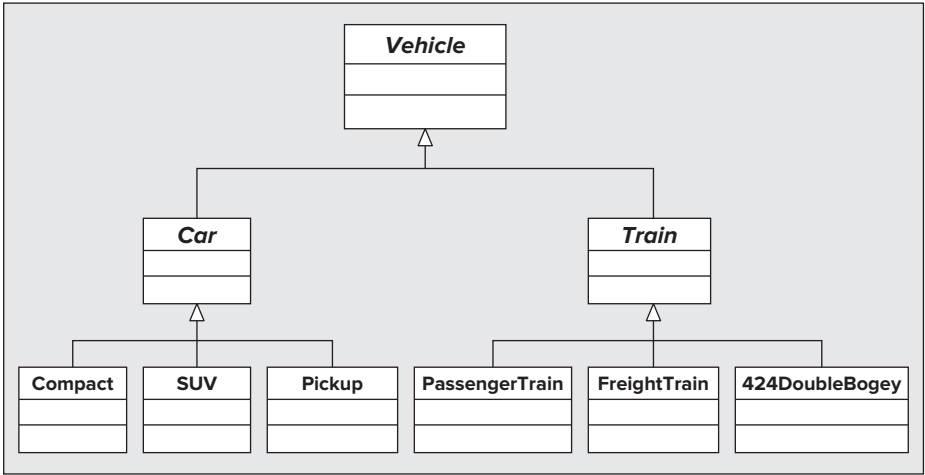 Vehicle
Car
Train
Compact
SUV
Pickup
PassengerTrain
FreightTrain
424DoubleBogey